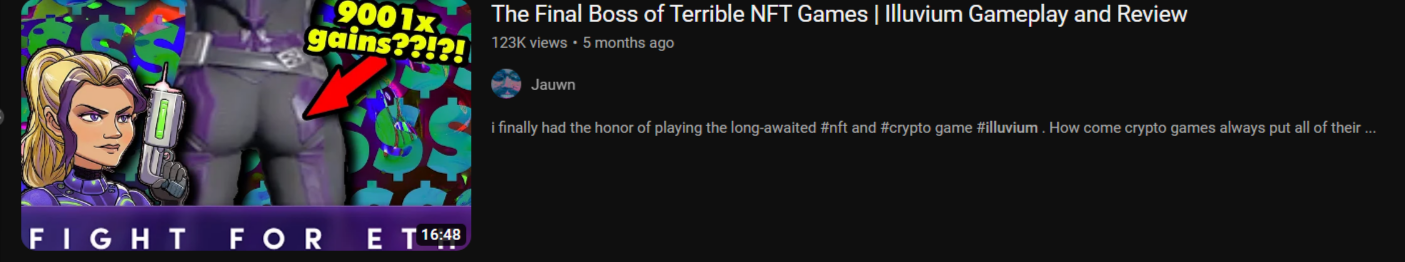 9001x
gains??!?!
FIGHT FOR ET
16:48
The Final Boss of Terrible NFT Games | Illuvium Gameplay and Review
123K views • 5 months ago
Jauwn
i finally had the honor of playing the long-awaited #nft and #crypto game #illuvium . How come crypto games always put all of their ...